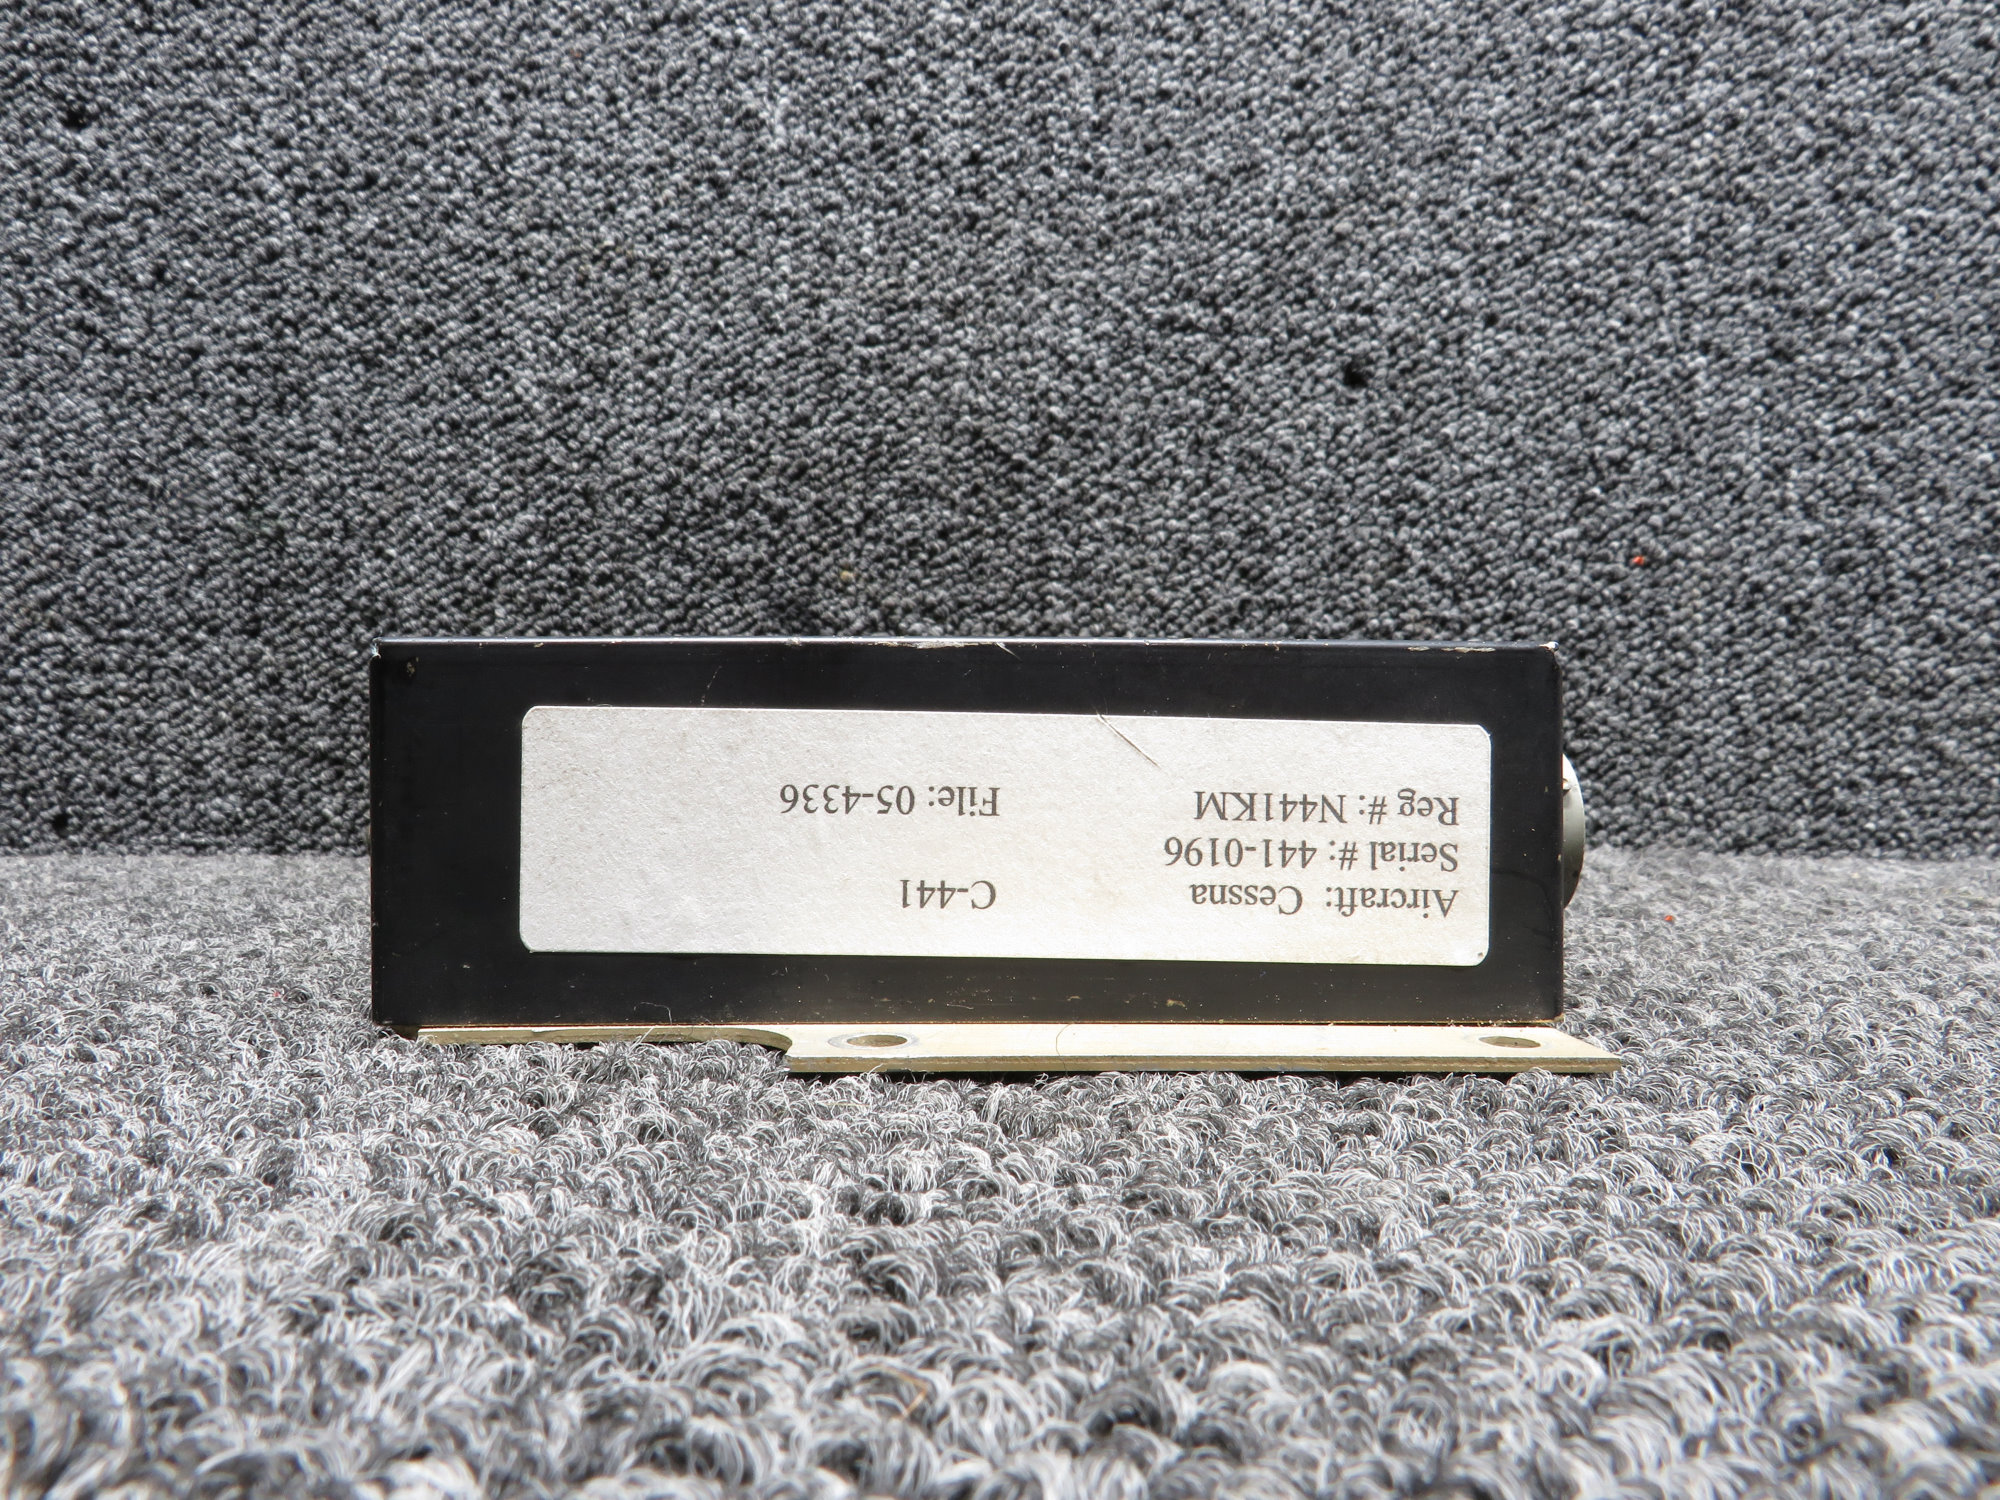 Aircraft: Cessna C-441
Serial #: 441-0196
Reg #: N441KM File: 05-4336